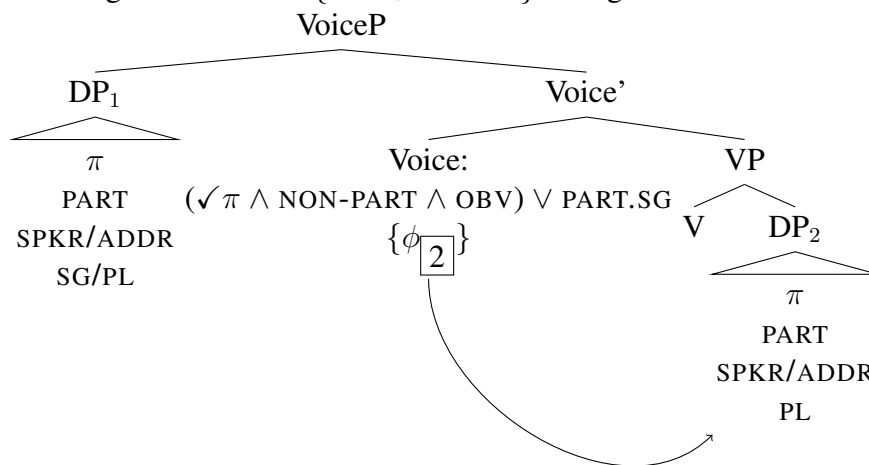 VoiceP
DP₁ Voice'
π Voice: VP
PART (✓π ∧ NON-PART ∧ OBV) ∨ PART.SG V DP₂
SPKR/ADDR {ϕ 2 }
SG/PL π
PART
SPKR/ADDR
PL